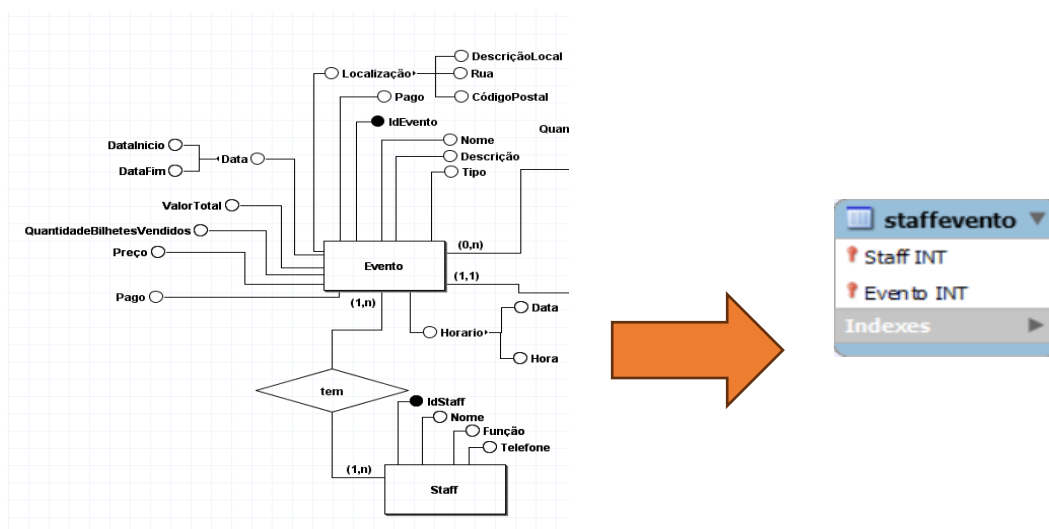 DescriçãoLocal
Localização
Rua
Pago
CódigoPostal
IdEvento
Quan
Nome
DataInicio
Descrição
Data
Tipo
DataFim
ValorTotal
QuantidadeBilhetesVendidos
Preço
Evento
(0,n)
(1,1)
Pago
(1,n)
Data
Horario
Hora
tem
IdStaff
Nome
Função
Telefone
(1,n)
Staff
staffevento
Staff INT
Evento INT
Indexes